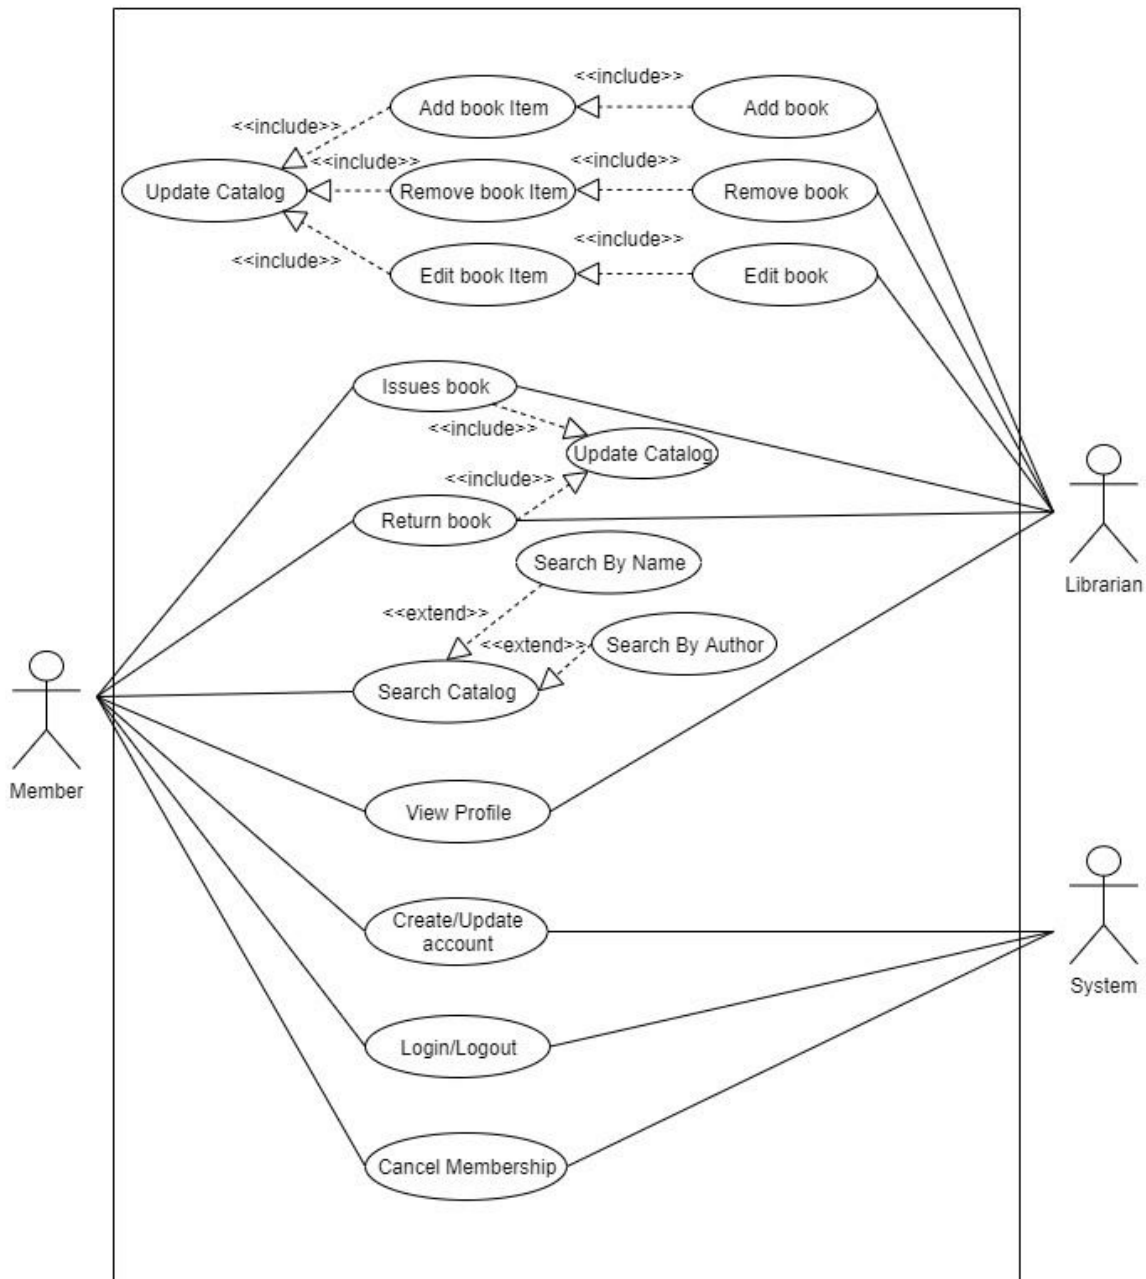 <<include>>
Add book Item
Add book
<<include>>
<<include>>
<<include>>
Update Catalog
Remove book Item
Remove book
<<include>>
<<include>>
Edit book Item
Edit book
Issues book
<<include>>
Update Catalog
<<include>>
Return book
Search By Name
Librarian
<<extend>>
<<extend>>
Search By Author
Search Catalog
Member
View Profile
Create/Update
account
System
Login/Logout
Cancel Membership